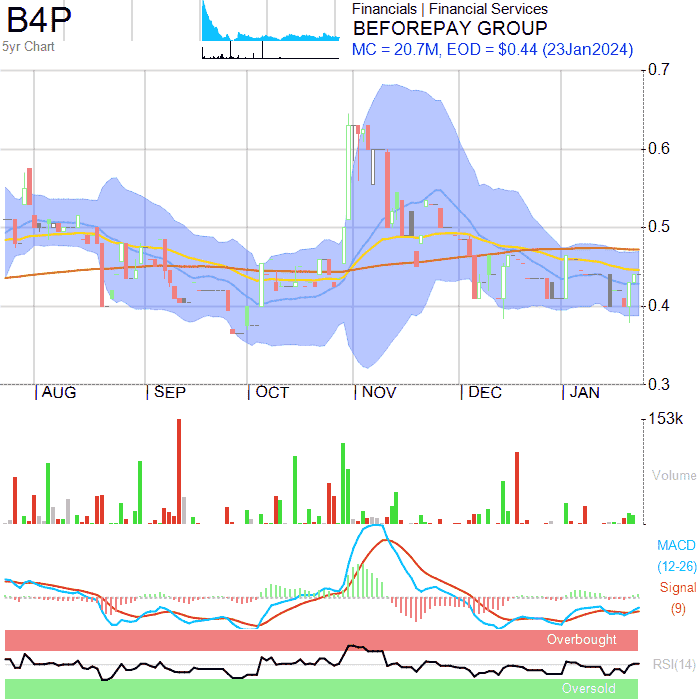 B4P
5yr Chart
Financials | Financial Services
BEFOREPAY GROUP
MC = 20.7M, EOD = $0.44 (23Jan2024)
0.7
0.6
0.5
0.4
0.3
| AUG | SEP | OCT | NOV | DEC | JAN
153k
Volume
MACD
(12-26)
Signal
(9)
Overbought
RSI(14)
Oversold